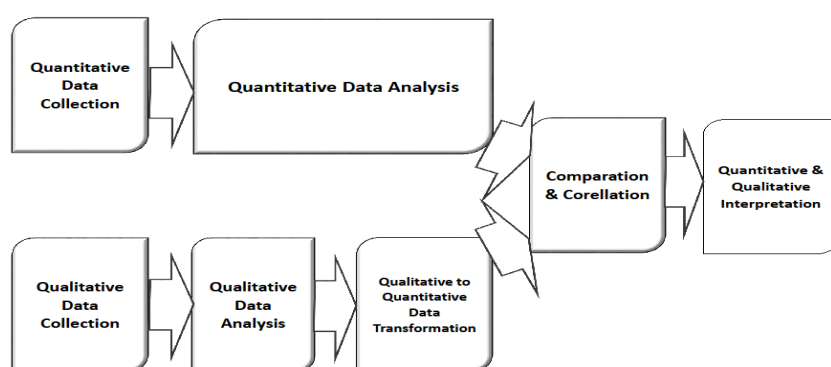 Quantitative
Data
Collection
Quantitative Data Analysis
Comparation
& Corellation
Quantitative &
Qualitative
Interpretation
Qualitative
Data
Collection
Qualitative
Data
Analysis
Qualitative to
Quantitative
Data
Transformation